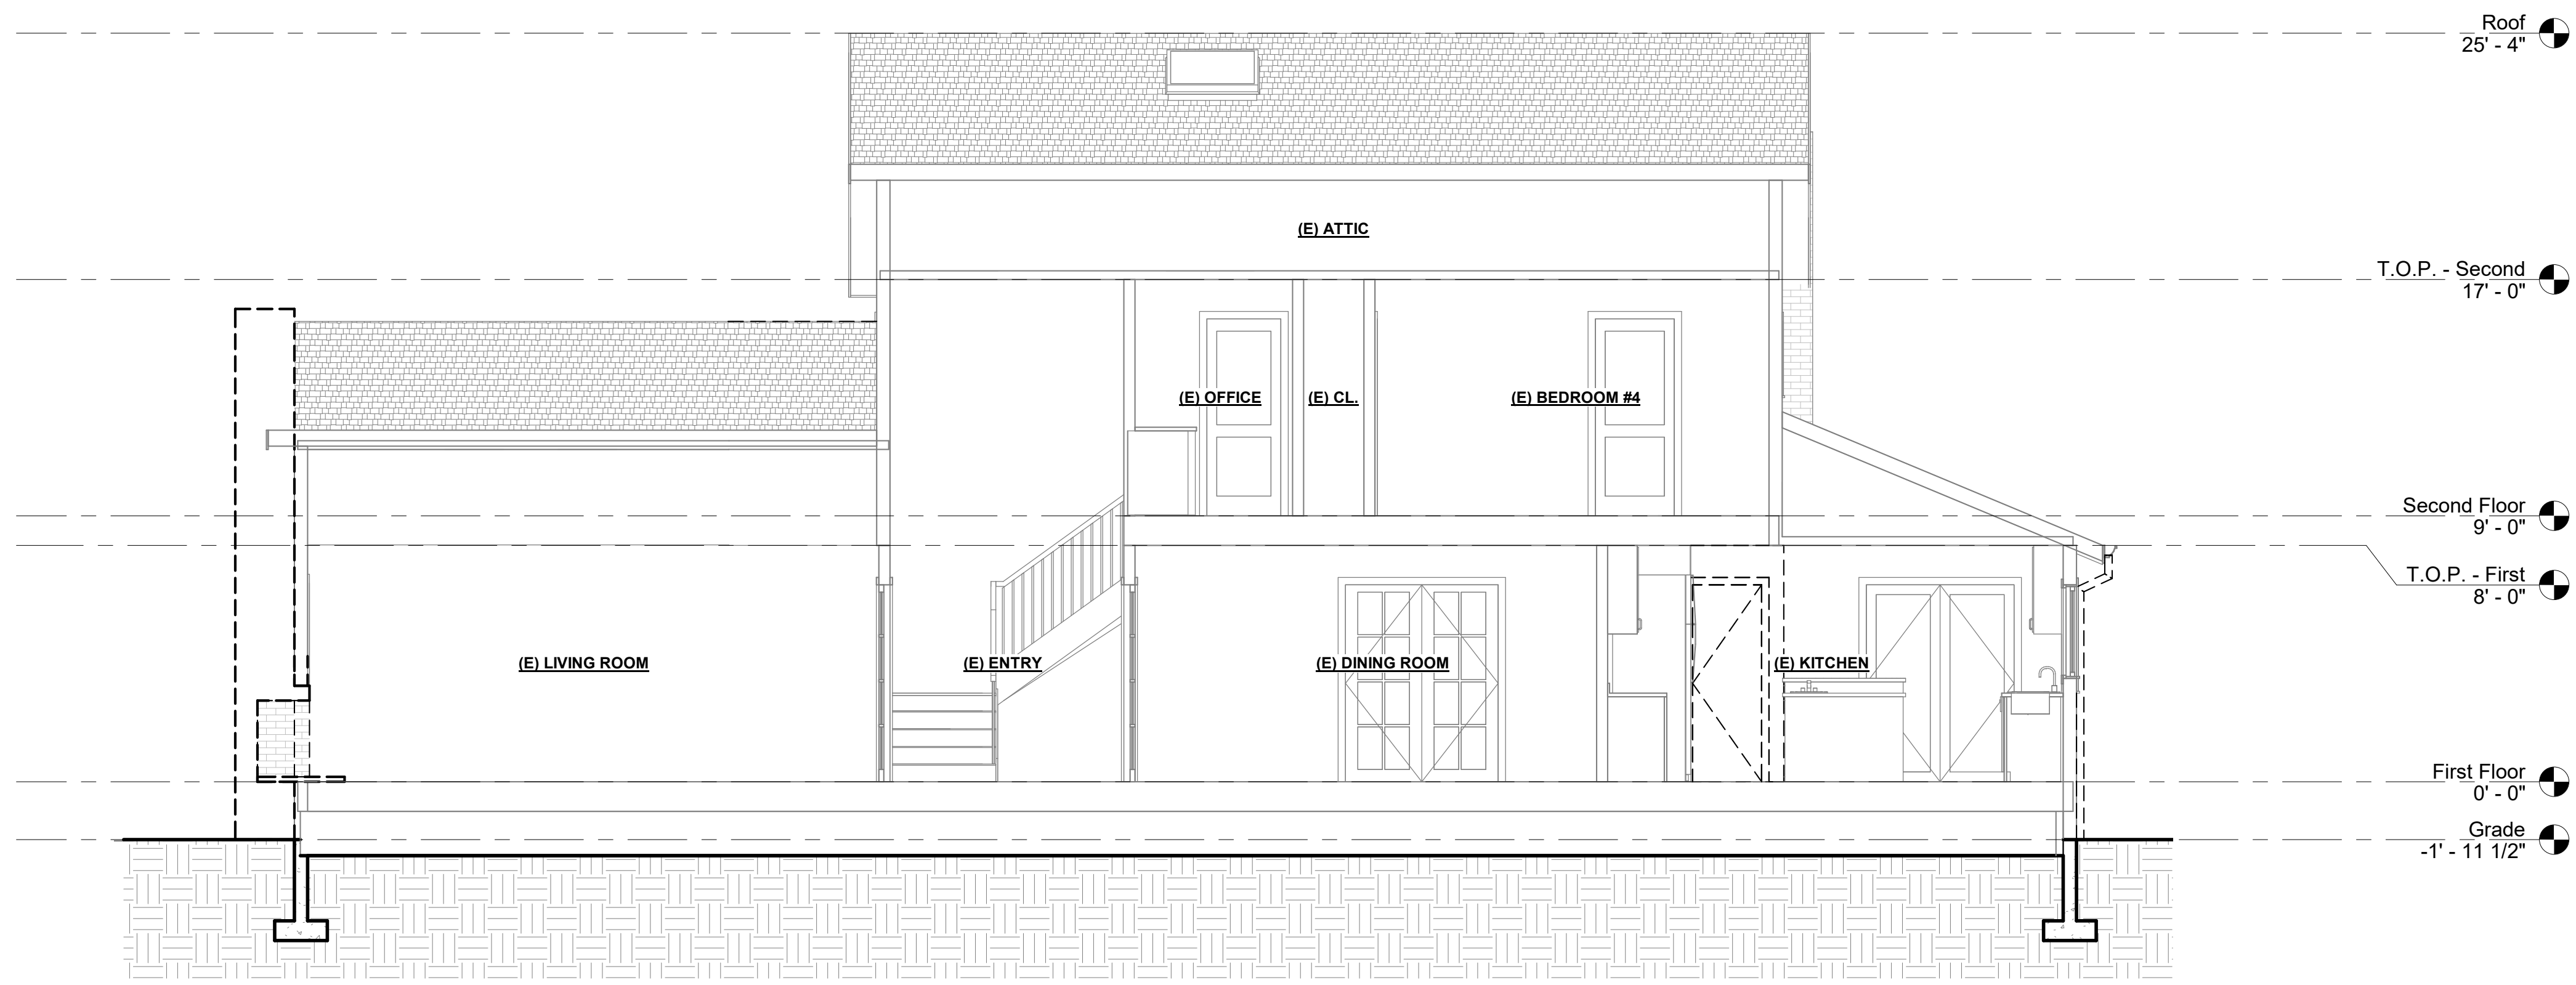 Roof
25' - 4"
(E) ATTIC
T.O.P. - Second
17' - 0"
(E) OFFICE
(E) CL.
(E) BEDROOM #4
Second Floor
9' - 0"
T.O.P. - First
8' - 0"
(E) LIVING ROOM
(E) ENTRY
(E) DINING ROOM
(E) KITCHEN
First Floor
0' - 0"
Grade
-1' - 11 1/2"